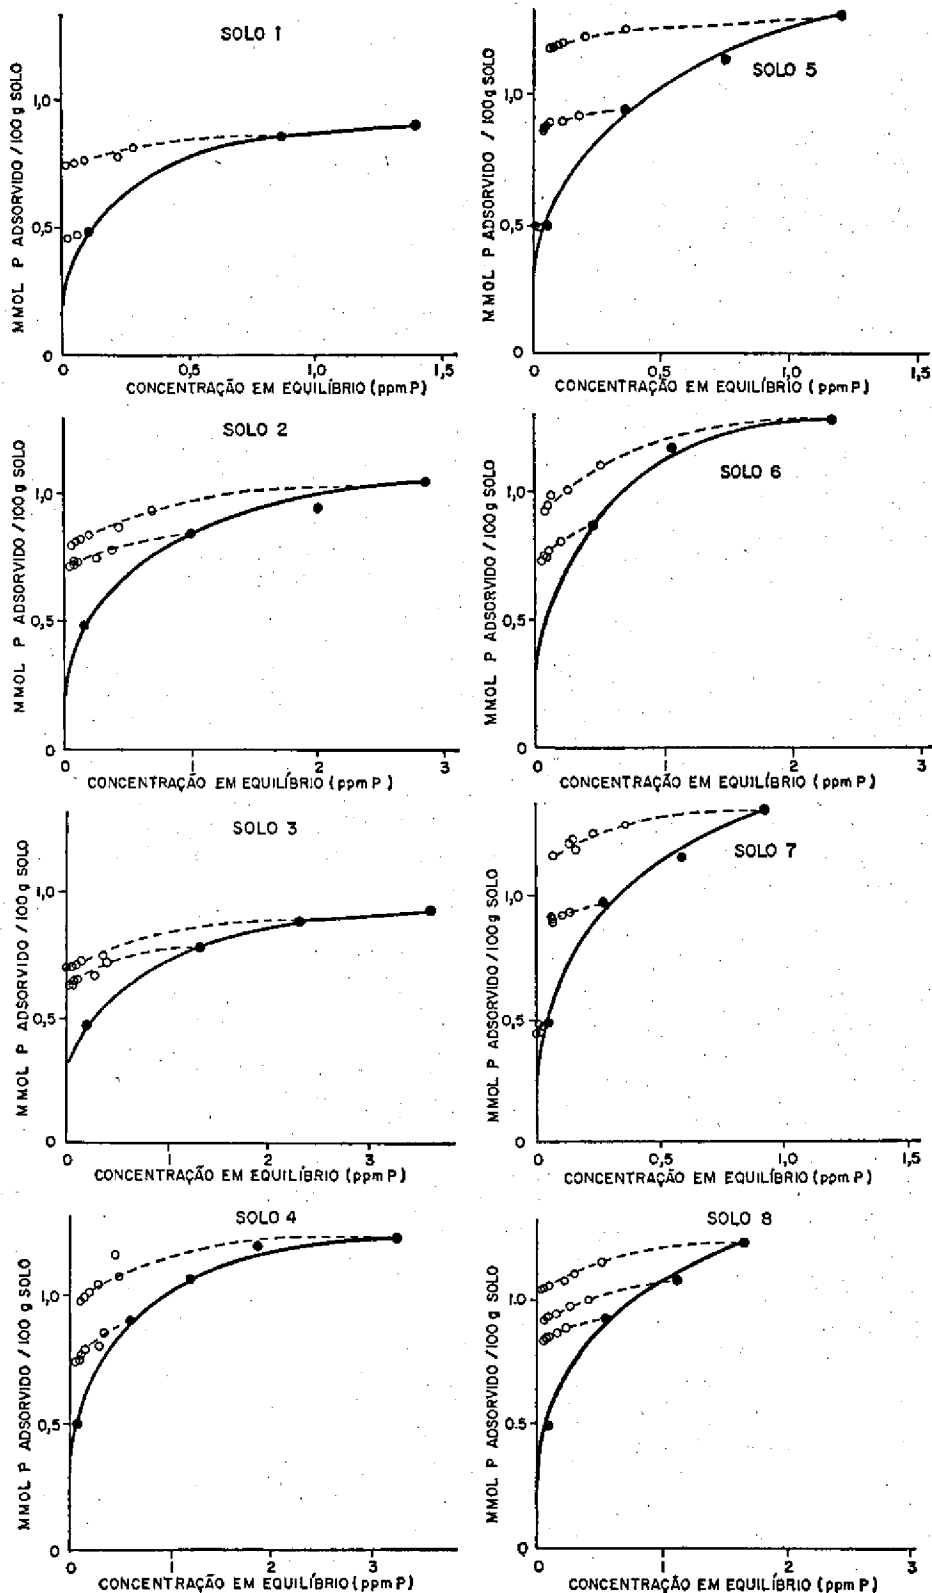 SOLO 1
MMOL P ADSORVIDO /100 g SOLO
1,0
0,5
0
0 0,5 1,0 1,5
CONCENTRAÇÃO EM EQUILÍBRIO (ppm P)
SOLO 2
MMOL P ADSORVIDO /100 g SOLO
1,0
0,5
0
0 1 2 3
CONCENTRAÇÃO EM EQUILÍBRIO (ppm P)
SOLO 3
MMOL P ADSORVIDO /100 g SOLO
1,0
0,5
0
0 1 2 3
CONCENTRAÇÃO EM EQUILÍBRIO (ppm P)
SOLO 4
MMOL P ADSORVIDO /100 g SOLO
1,0
0,5
0
0 1 2 3
CONCENTRAÇÃO EM EQUILÍBRIO (ppm P)
SOLO 5
MMOL P ADSORVIDO /100 g SOLO
1,0
0,5
0
0 0,5 1,0 1,5
CONCENTRAÇÃO EM EQUILÍBRIO (ppm P)
SOLO 6
MMOL P ADSORVIDO /100 g SOLO
1,0
0,5
0
0 1 2 3
CONCENTRAÇÃO EM EQUILÍBRIO (ppm P)
SOLO 7
MMOL P ADSORVIDO /100 g SOLO
1,0
0,5
0
0 0,5 1,0 1,5
CONCENTRAÇÃO EM EQUILÍBRIO (ppm P)
SOLO 8
MMOL P ADSORVIDO /100 g SOLO
1.0
0.5
0
0 1 2 3
CONCENTRAÇÃO EM EQUILÍBRIO (ppm P)